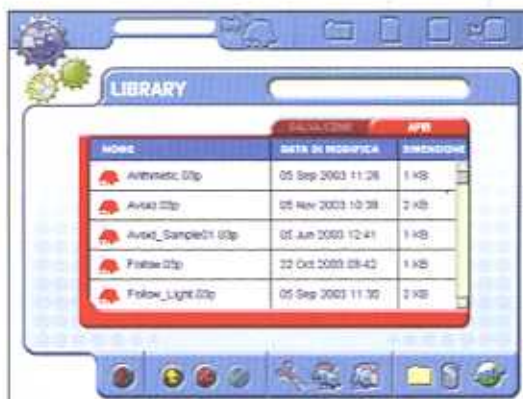 LIBRARY
SALVA COME APRI
NOME DATA DI MODIFICA DIMENSIONE
Arithmetic.03p 05 Sep 2003 11:26 1 KB
Avoid.03p 05 Nov 2003 10:38 2 KB
Avoid_Sample01.03p 05 Jun 2003 12:41 1 KB
Follow.03p 22 Oct 2003 09:42 1 KB
Follow_Light.03p 05 Sep 2003 11:30 2 KB